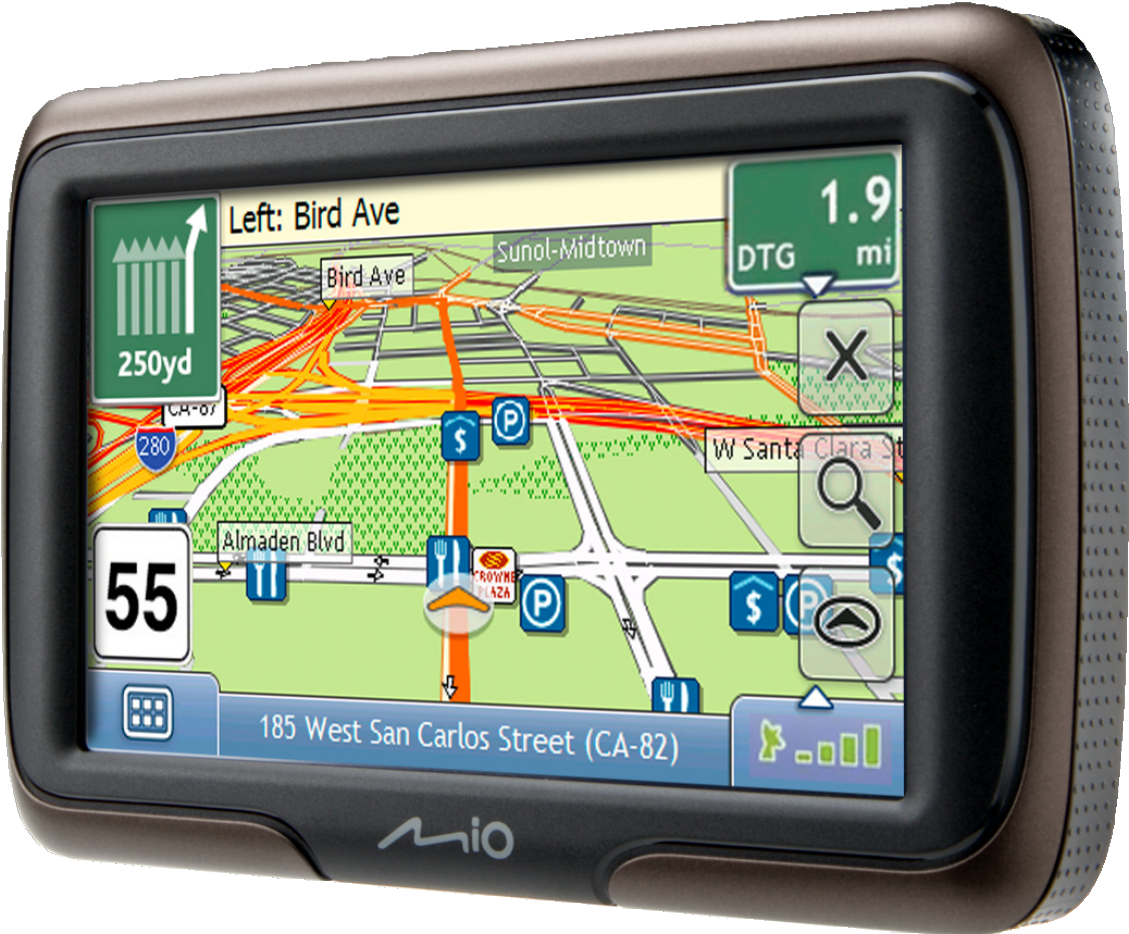 Left: Bird Ave
1.9
DTG mi
250yd
Sunol-Midtown
Bird Ave
CA-87
280
$
P
W Santa Clara St
Almaden Blvd
CROWNE
PLAZA
P
$
P
$
55
185 West San Carlos Street (CA-82)
Mio